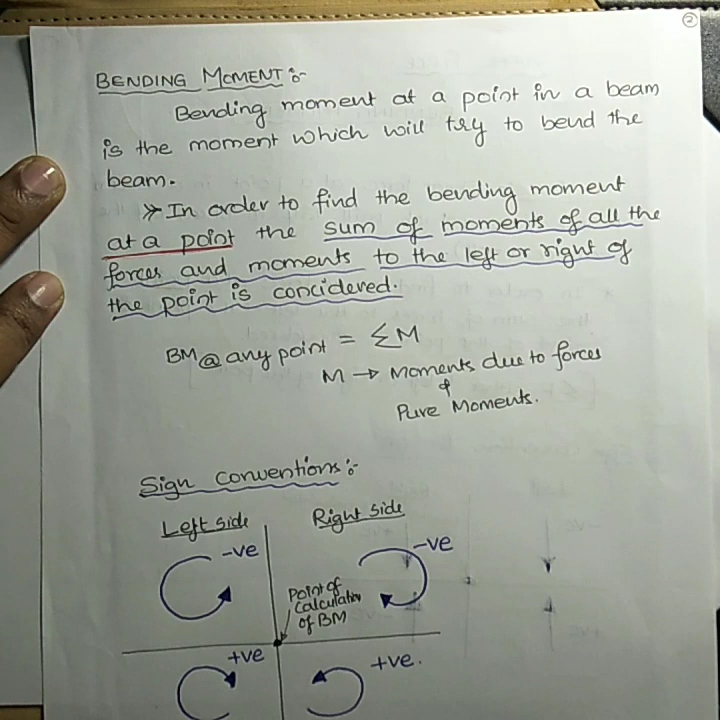 2
BENDING MOMENT :-
Bending moment at a point in a beam
is the moment which will try to bend the
beam.
➢ In order to find the bending moment
at a point the sum of moments of all the
forces and moments to the left or right of
the point is concidered.
BM@ any point = ΣM
M → Moments due to forces
&
Pure Moments.
Sign conventions :-
Left side Right side
-ve -ve
Point of
Calculation
of BM
+ve +ve.